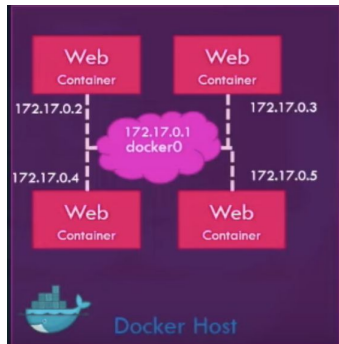 Web
Container
Web
Container
172.17.0.2
172.17.0.3
172.17.0.1
docker0
172.17.0.4
172.17.0.5
Web
Container
Web
Container
Docker Host